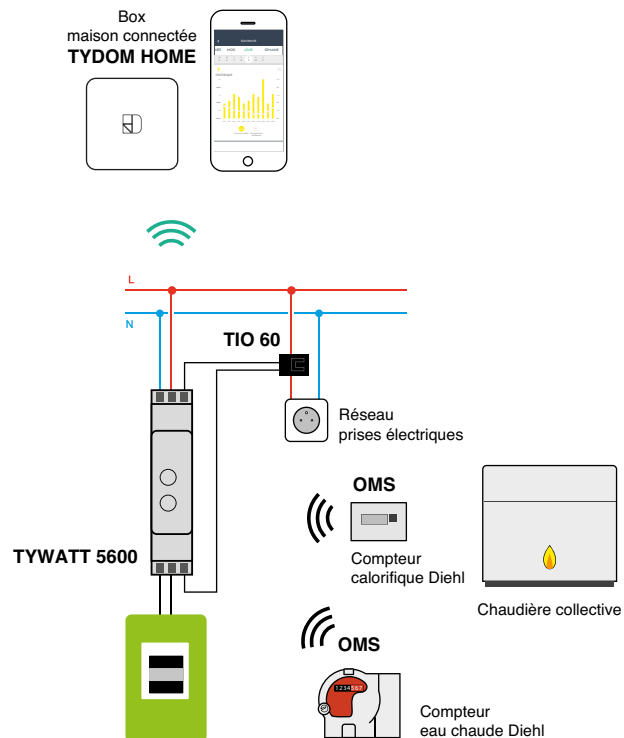 Box
maison connectée
TYDOM HOME
L
N
TIO 60
Réseau
prises électriques
OMS
TYWATT 5600
Compteur
calorifique Diehl
Chaudière collective
OMS
1234567
Compteur
eau chaude Diehl